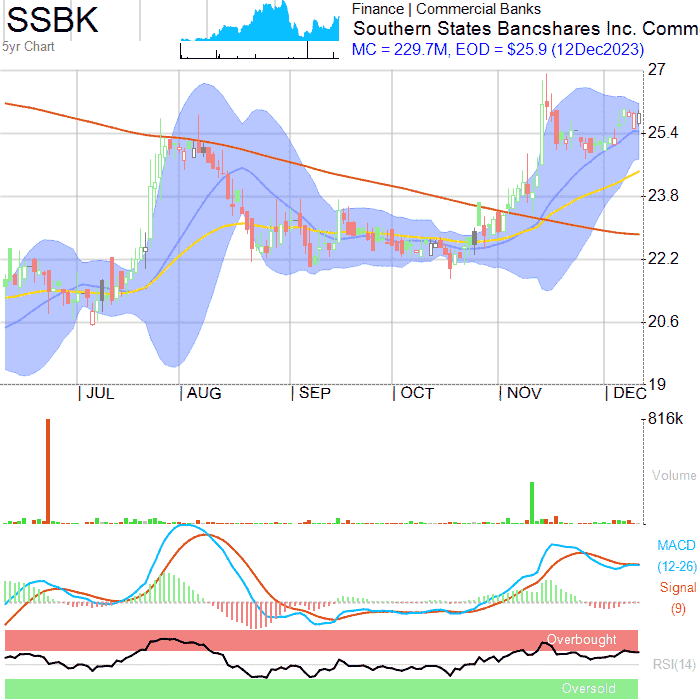 SSBK
5yr Chart
Finance | Commercial Banks
Southern States Bancshares Inc. Comm
MC = 229.7M, EOD = $25.9 (12Dec2023)
27
25.4
23.8
22.2
20.6
19
| JUL | AUG | SEP | OCT | NOV | DEC
816k
Volume
MACD
(12-26)
Signal
(9)
Overbought
RSI(14)
Oversold